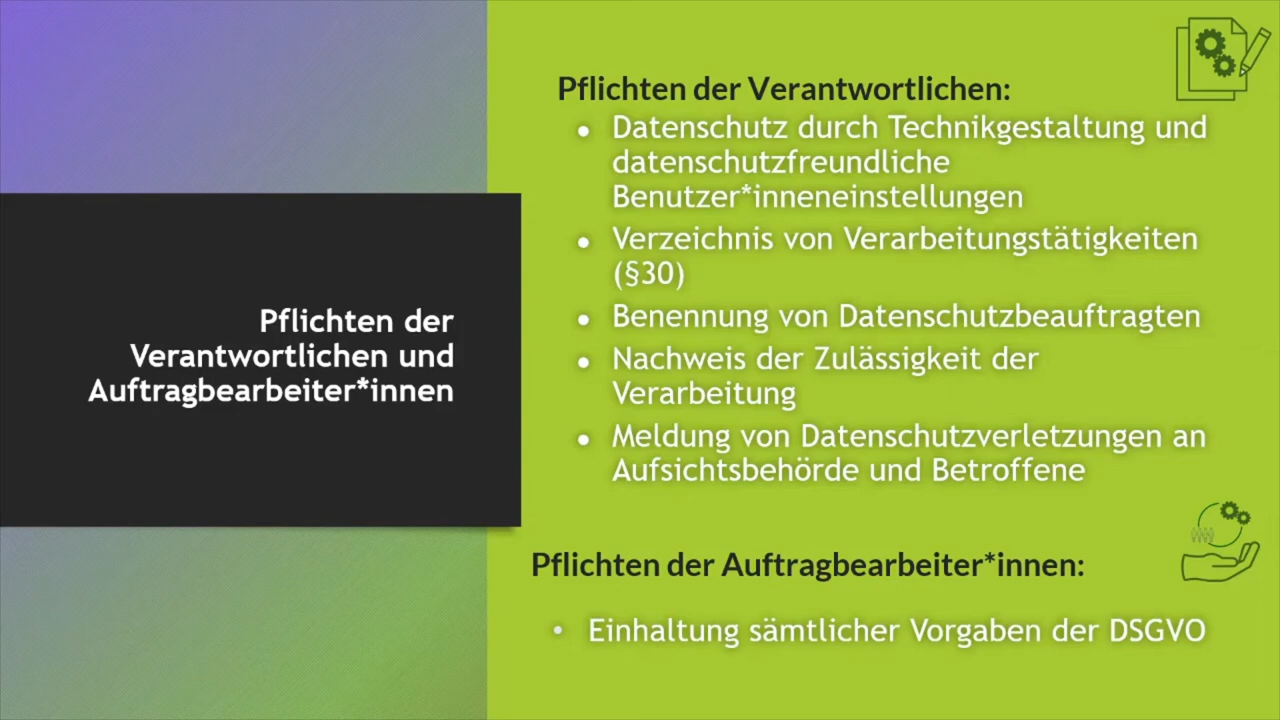 Pflichten der
Verantwortlichen und
Auftragbearbeiter*innen
Pflichten der Verantwortlichen:
• Datenschutz durch Technikgestaltung und
datenschutzfreundliche
Benutzer*inneneinstellungen
• Verzeichnis von Verarbeitungstätigkeiten
(§30)
• Benennung von Datenschutzbeauftragten
• Nachweis der Zulässigkeit der
Verarbeitung
• Meldung von Datenschutzverletzungen an
Aufsichtsbehörde und Betroffene
Pflichten der Auftragbearbeiter*innen:
• Einhaltung sämtlicher Vorgaben der DSGVO